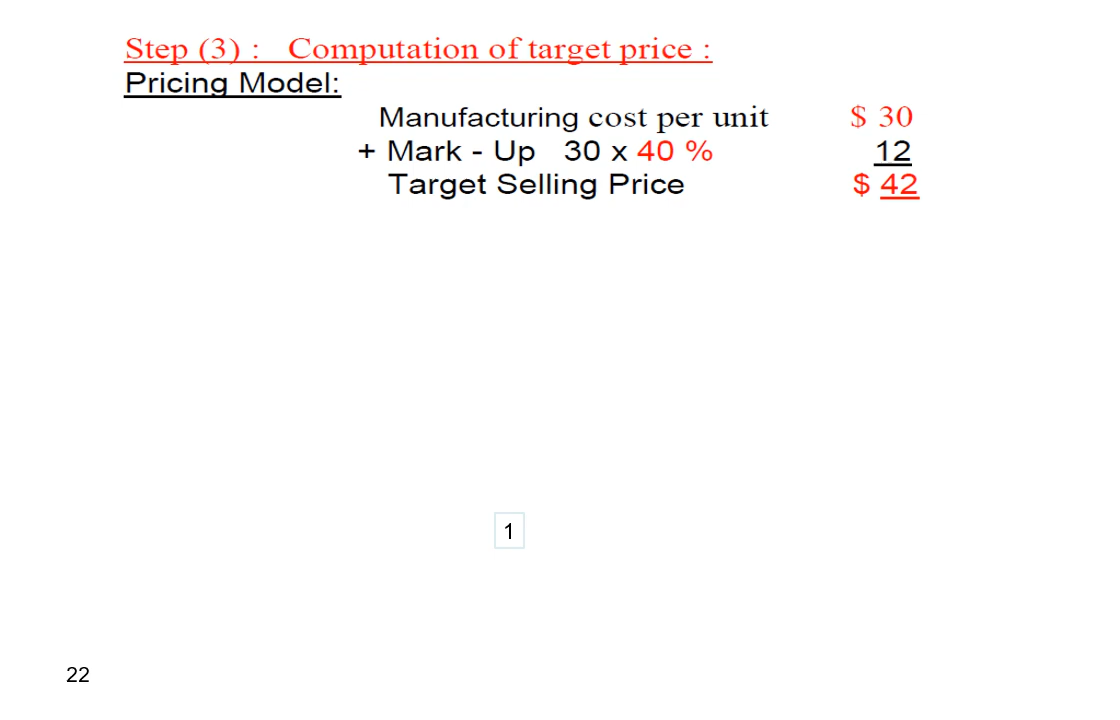 Step (3) : Computation of target price :
Pricing Model:
Manufacturing cost per unit $ 30
+ Mark - Up 30 x 40 % 12
Target Selling Price $ 42
1
22